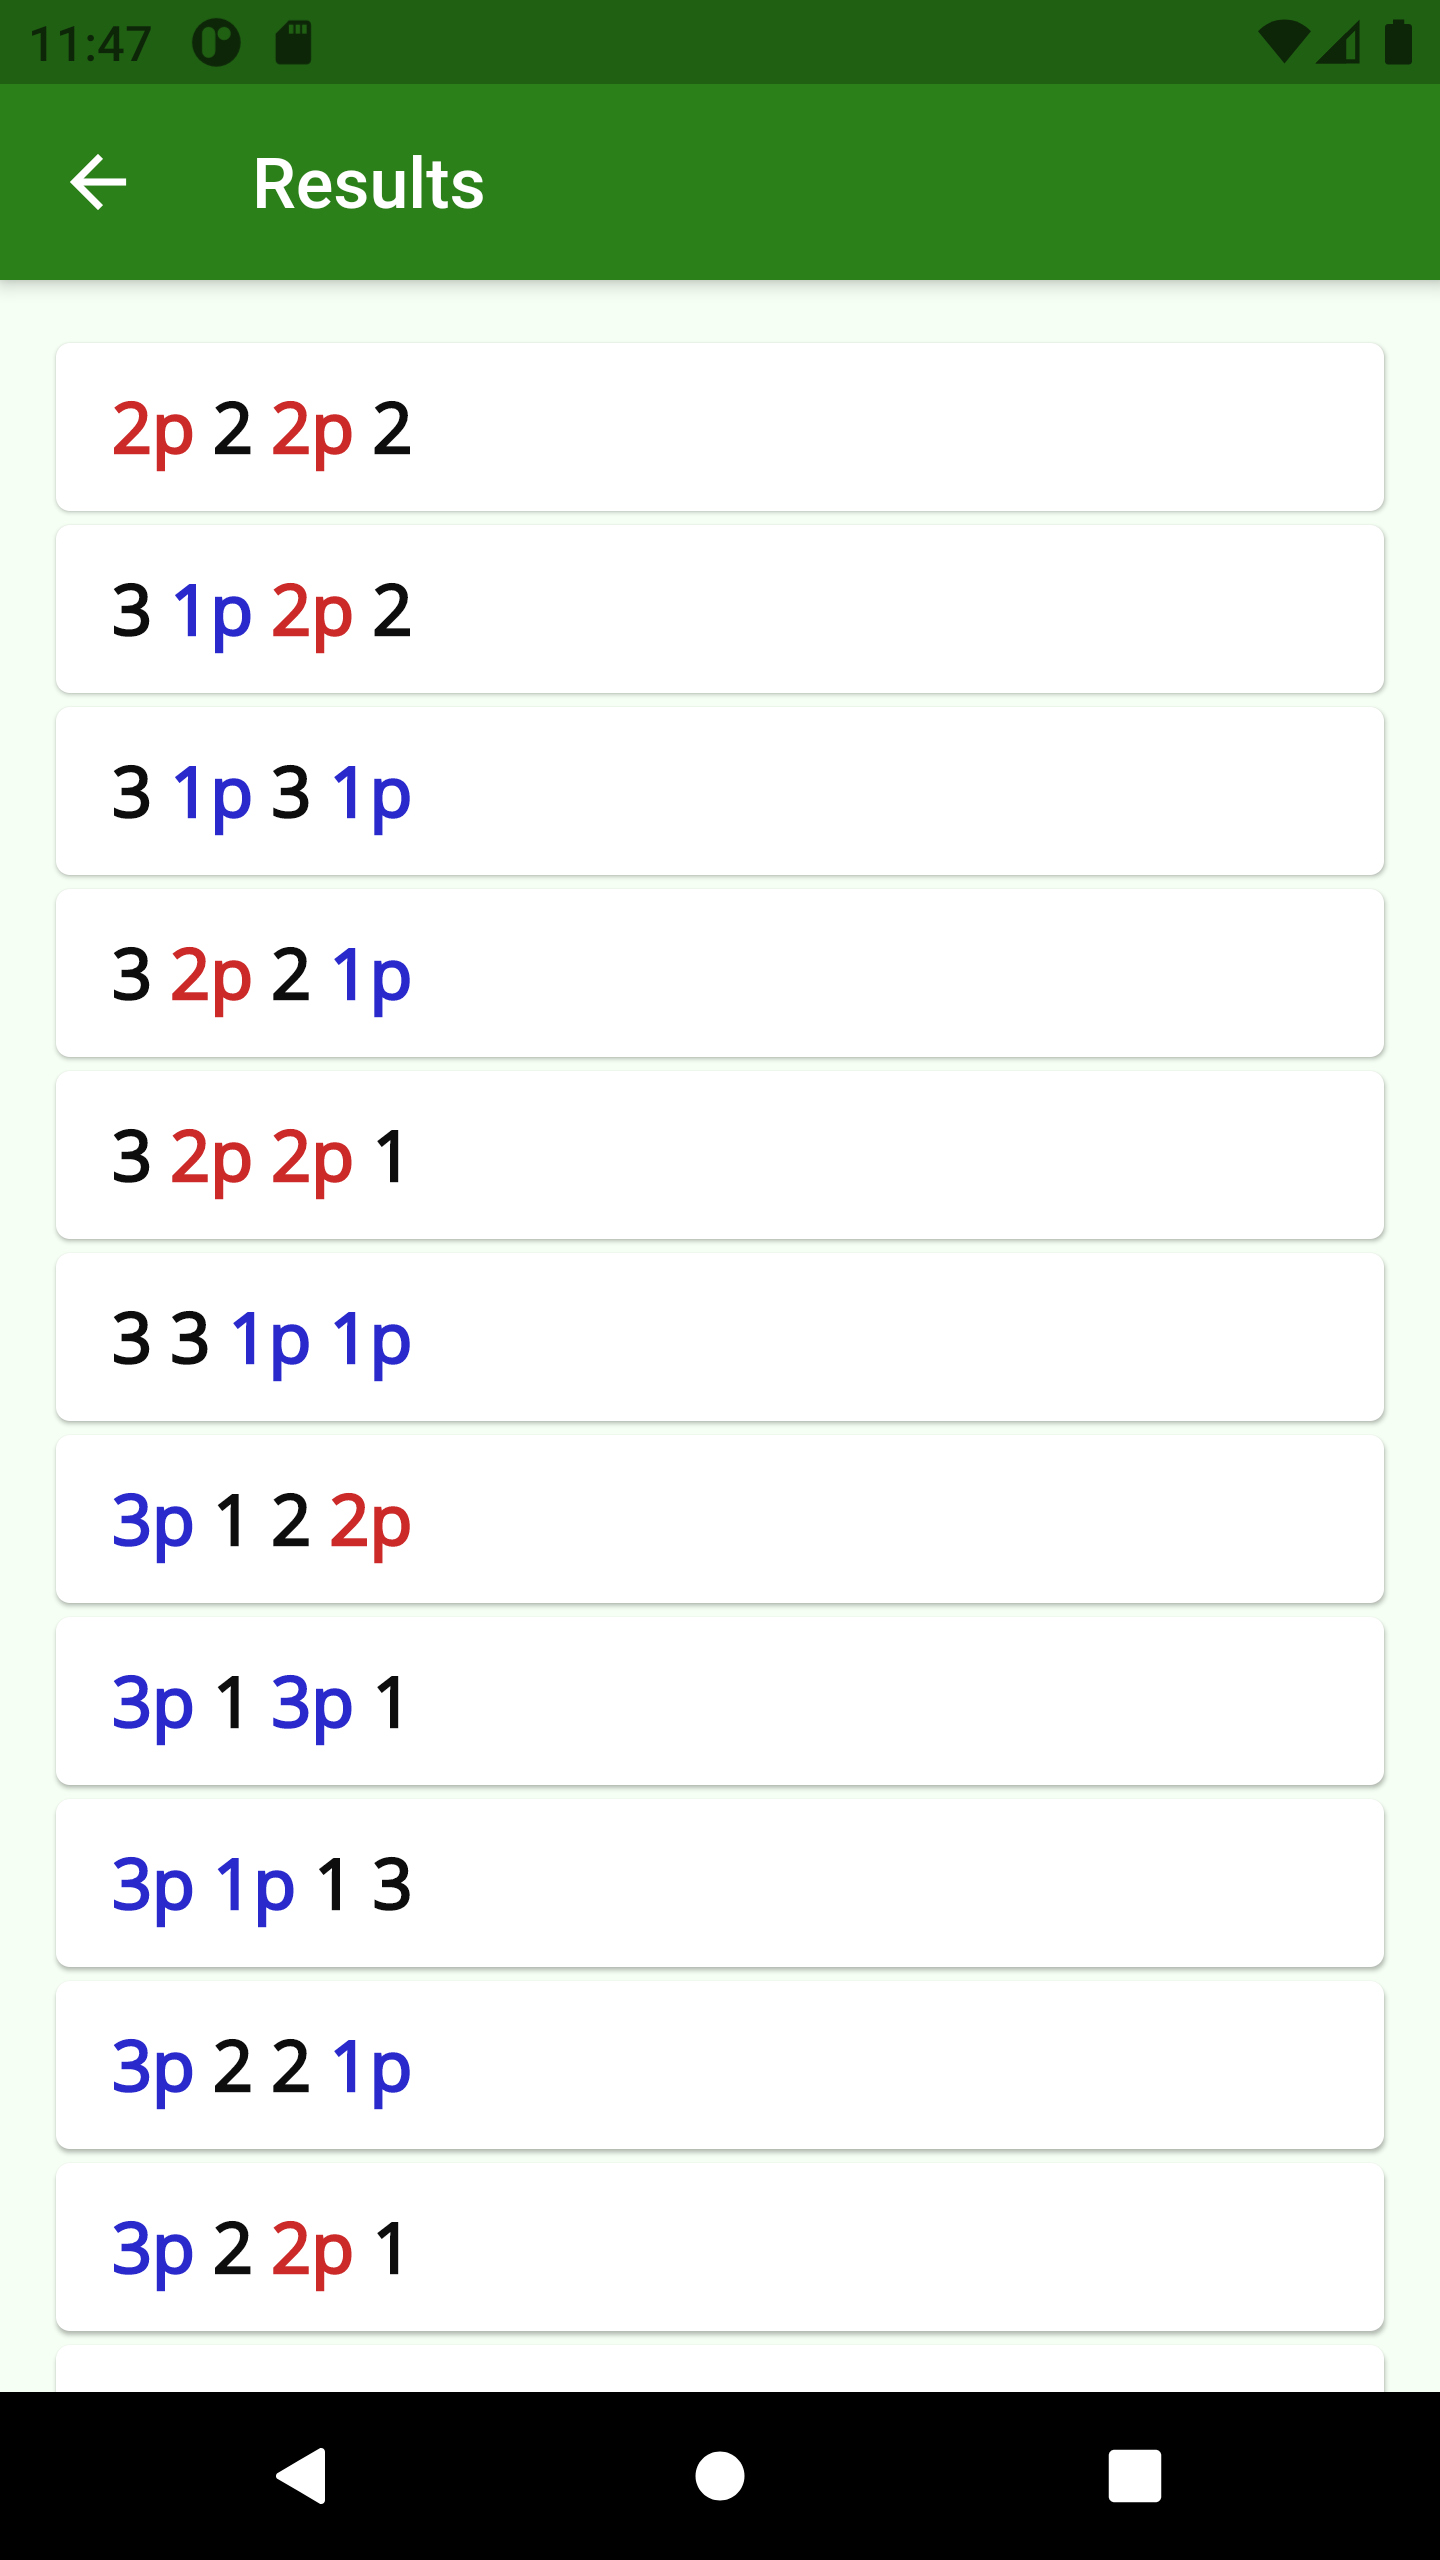 11:47
Results
2p 2 2p 2
3 1p 2p 2
3 1p 3 1p
3 2p 2 1p
3 2p 2p 1
3 3 1p 1p
3p 1 2 2p
3p 1 3p 1
3p 1p 1 3
3p 2 2 1p
3p 2 2p 1